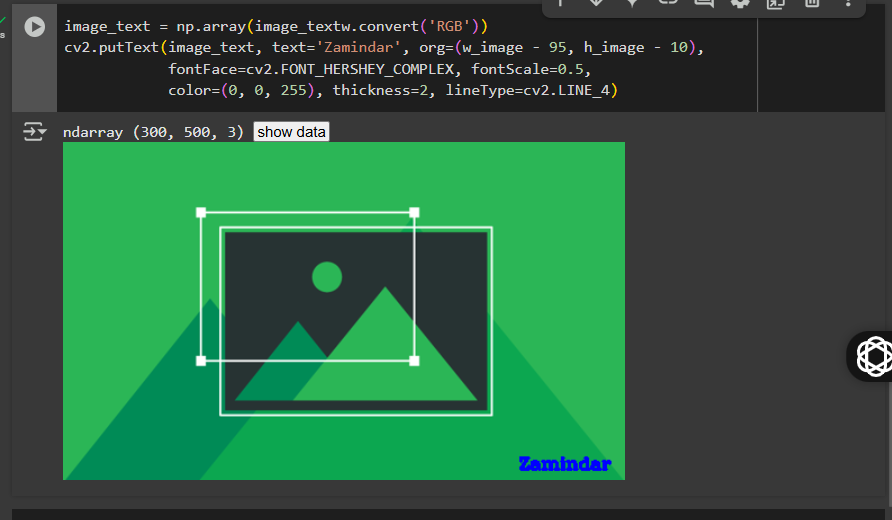 image_text = np.array(image_textw.convert('RGB'))
cv2.putText(image_text, text='Zamindar', org=(w_image - 95, h_image - 10),
            fontFace=cv2.FONT_HERSHEY_COMPLEX, fontScale=0.5,
            color=(0, 0, 255), thickness=2, lineType=cv2.LINE_4)
s
ndarray (300, 500, 3) show data
Zamindar